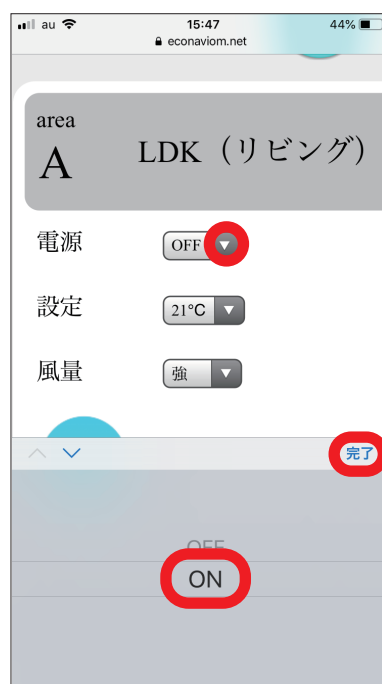 au 15:47 44%
econaviom.net
area
A LDK（リビング）
電源 OFF
設定 21℃
風量 強
完了
OFF
ON